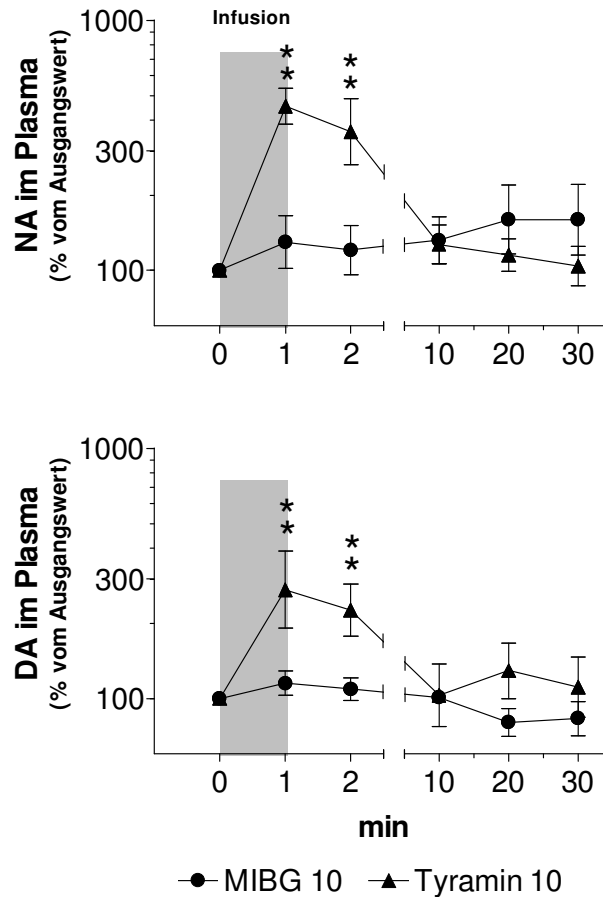 Infusion
1000
300
100
NA im Plasma
(% vom Ausgangswert)
* *
* *
0 1 2 10 20 30
1000
300
100
DA im Plasma
(% vom Ausgangswert)
* *
* *
0 1 2 10 20 30
min
MIBG 10 Tyramin 10